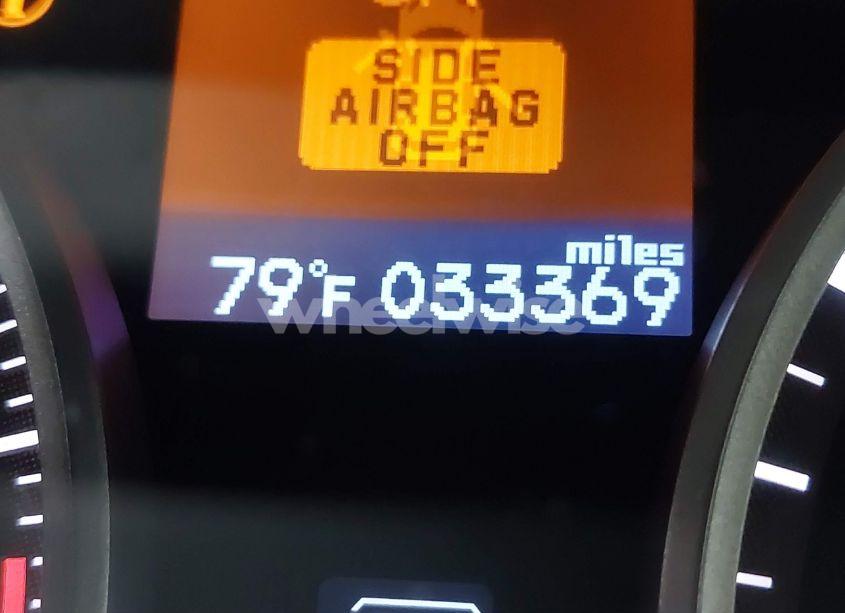 SIDE
AIRBAG
OFF
miles
79°F 033369
wheelwise